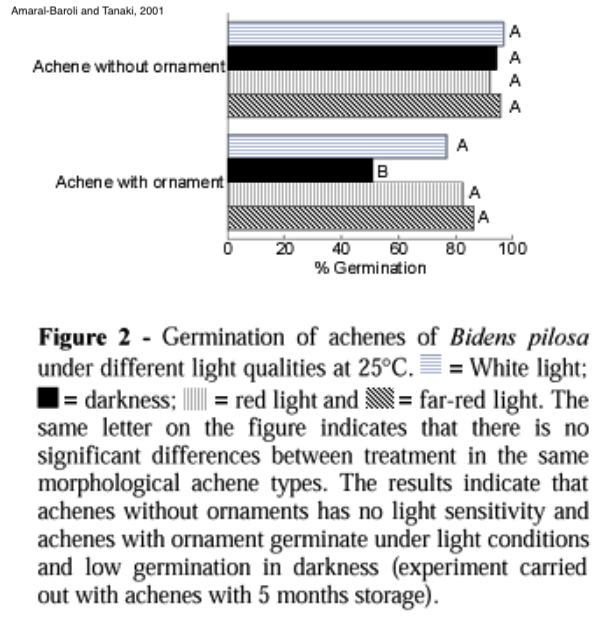 Amaral-Baroli and Tanaki, 2001
A
Achene without ornament
A
A
A
A
B
Achene with ornament
A
A
0 20 40 60 80 100
% Germination
Figure 2 - Germination of achenes of Bidens pilosa
under different light qualities at 25°C. = White light;
= darkness; = red light and = far-red light. The
same letter on the figure indicates that there is no
significant differences between treatment in the same
morphological achene types. The results indicate that
achenes without ornaments has no light sensitivity and
achenes with ornament germinate under light conditions
and low germination in darkness (experiment carried
out with achenes with 5 months storage).